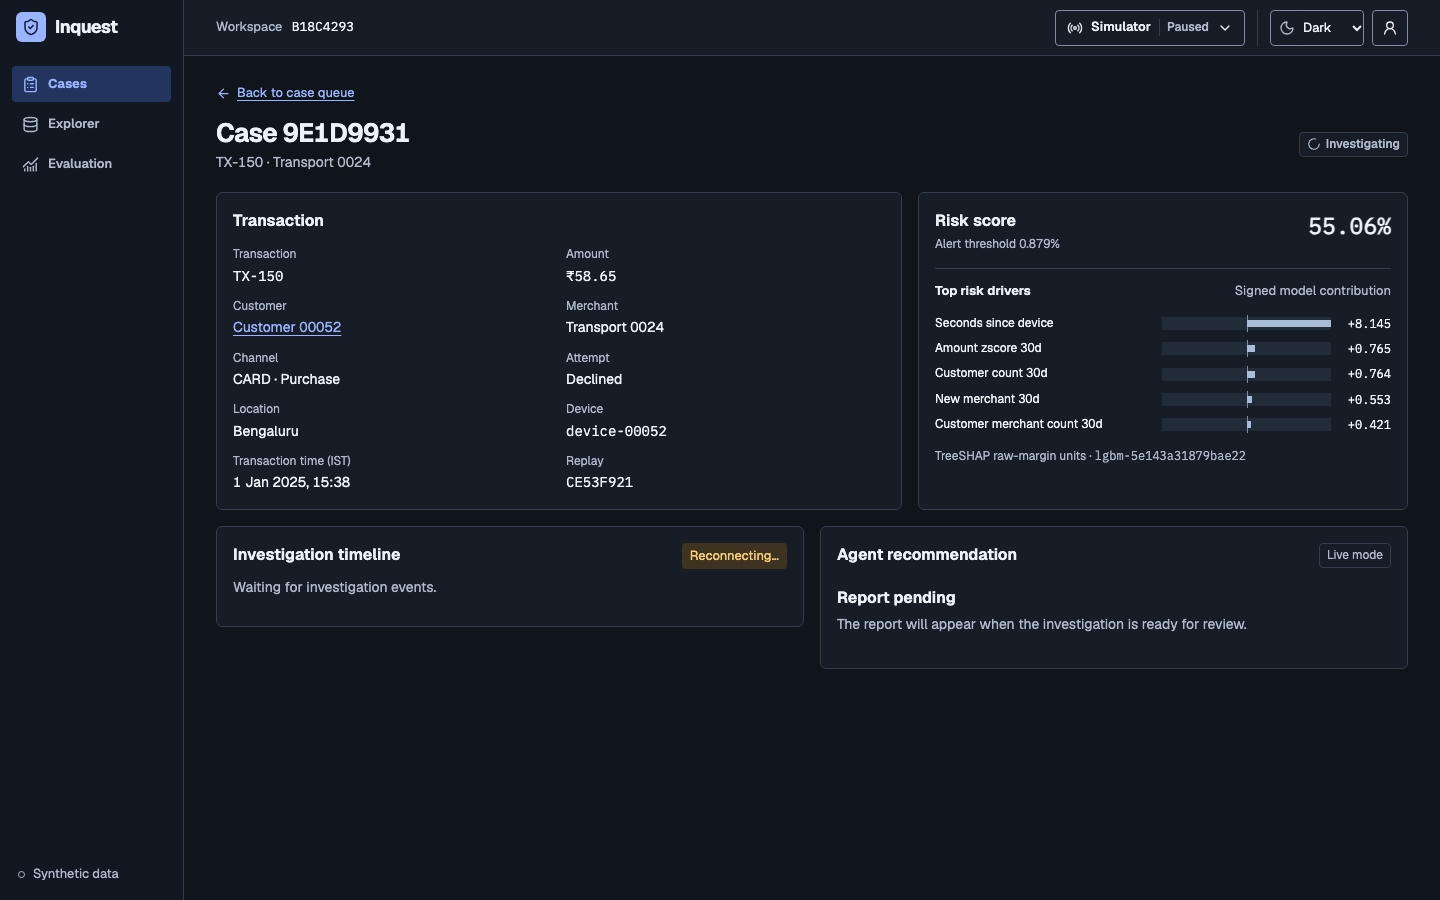 Inquest
Workspace B18C4293
Simulator Paused
Dark
Cases
Explorer
Evaluation
Back to case queue
Case 9E1D9931
TX-150 · Transport 0024
Investigating
Transaction
Transaction
TX-150
Amount
₹58.65
Customer
Customer 00052
Merchant
Transport 0024
Channel
CARD · Purchase
Attempt
Declined
Location
Bengaluru
Device
device-00052
Transaction time (IST)
1 Jan 2025, 15:38
Replay
CE53F921
Risk score
55.06%
Alert threshold 0.879%
Top risk drivers
Signed model contribution
Seconds since device +8.145
Amount zscore 30d +0.765
Customer count 30d +0.764
New merchant 30d +0.553
Customer merchant count 30d +0.421
TreeSHAP raw-margin units · lgbm-5e143a31879bae22
Investigation timeline
Reconnecting…
Waiting for investigation events.
Agent recommendation
Live mode
Report pending
The report will appear when the investigation is ready for review.
Synthetic data